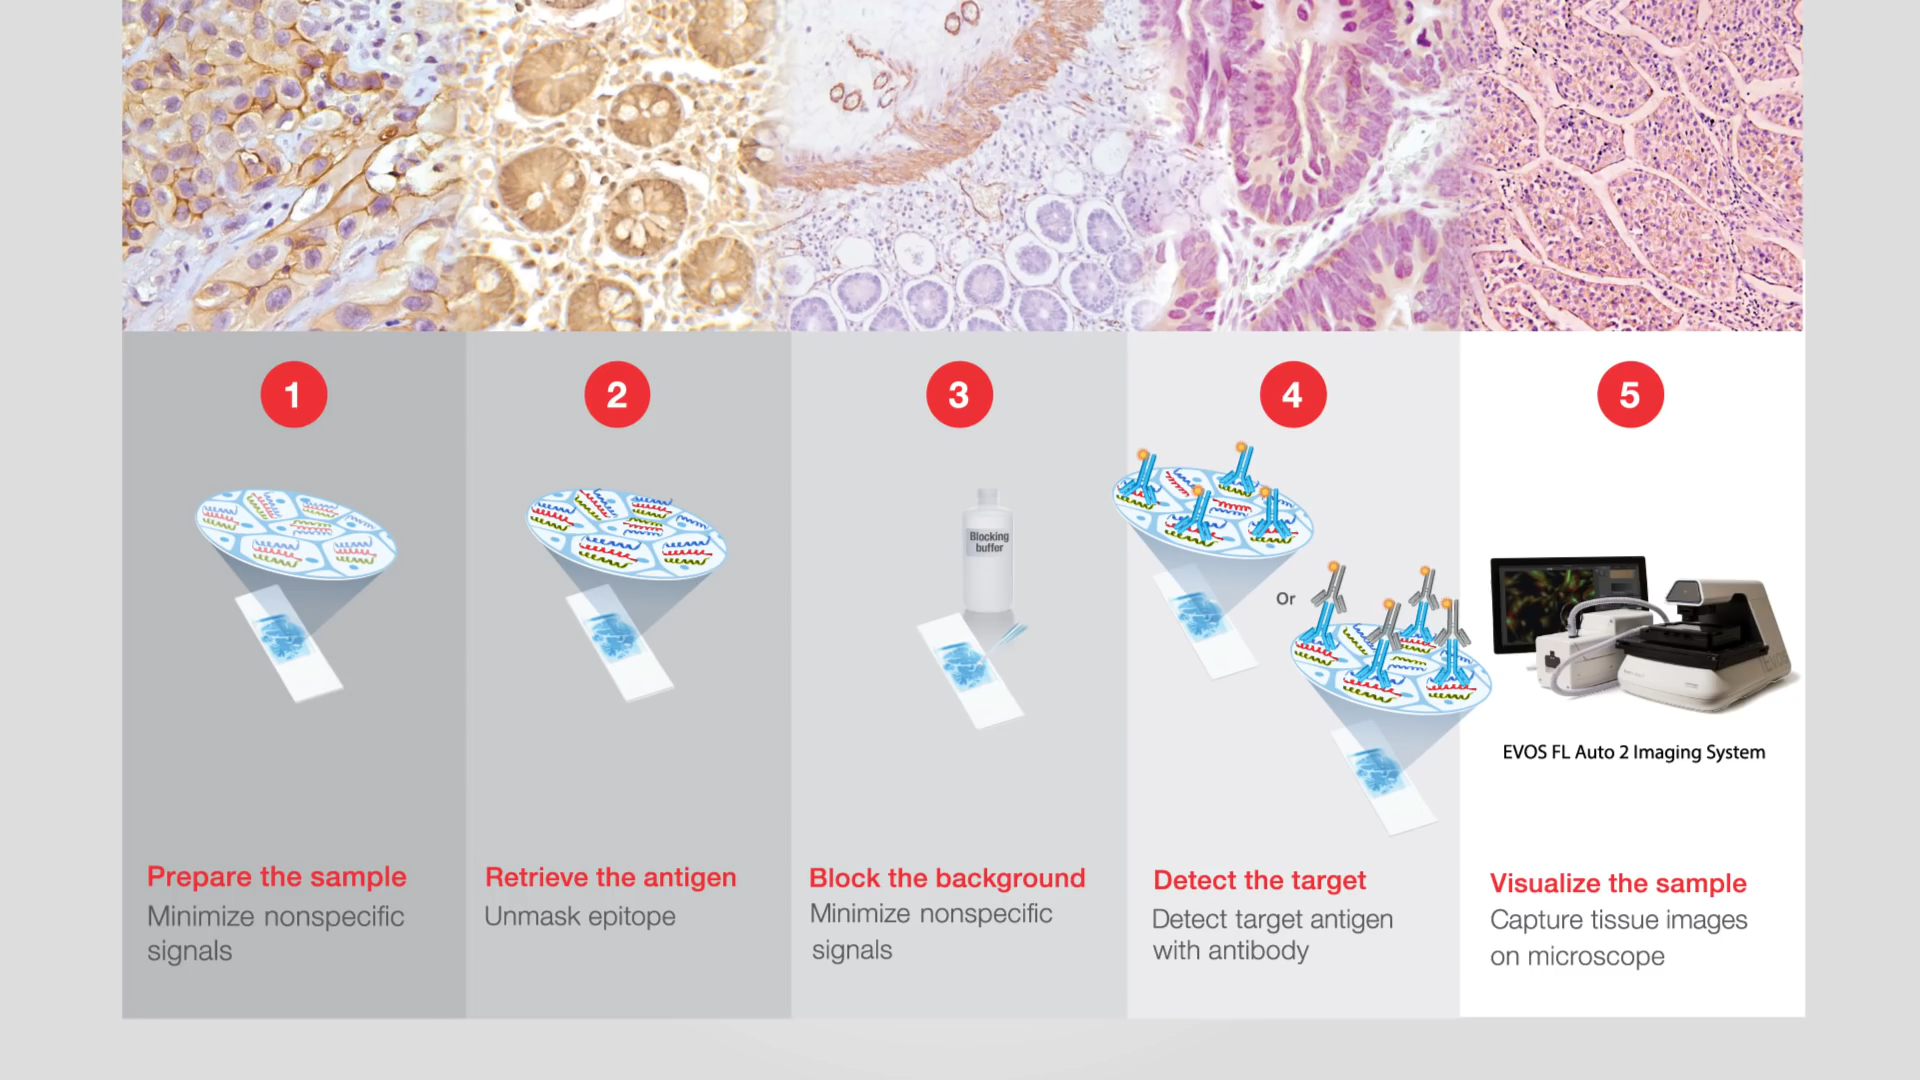 1
2
3
4
5
Blocking
buffer
Or
EVOS FL Auto 2 Imaging System
Prepare the sample
Minimize nonspecific
signals
Retrieve the antigen
Unmask epitope
Block the background
Minimize nonspecific
signals
Detect the target
Detect target antigen
with antibody
Visualize the sample
Capture tissue images
on microscope